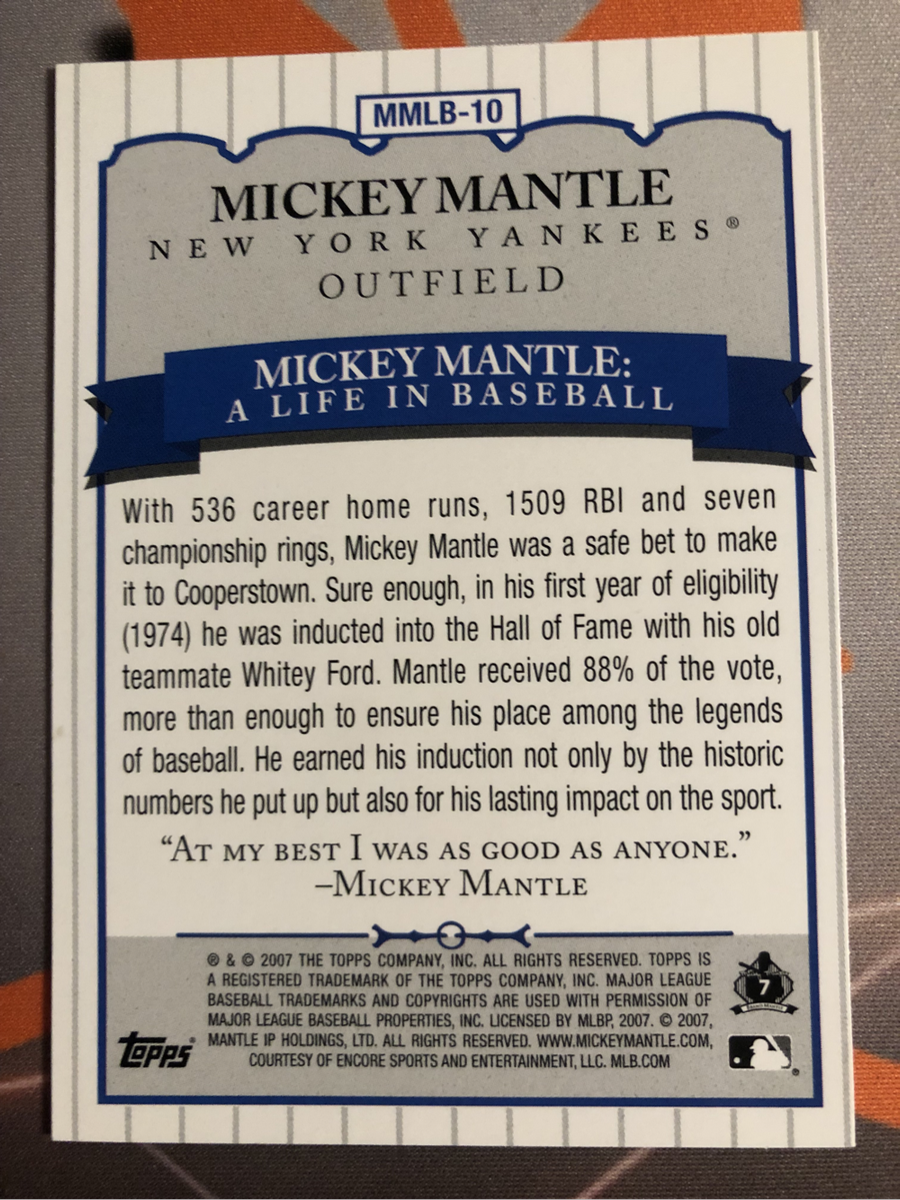 MMLB-10
MICKEY MANTLE
NEW YORK YANKEES®
OUTFIELD
MICKEY MANTLE:
A LIFE IN BASEBALL
With 536 career home runs, 1509 RBI and seven
championship rings, Mickey Mantle was a safe bet to make
it to Cooperstown. Sure enough, in his first year of eligibility
(1974) he was inducted into the Hall of Fame with his old
teammate Whitey Ford. Mantle received 88% of the vote,
more than enough to ensure his place among the legends
of baseball. He earned his induction not only by the historic
numbers he put up but also for his lasting impact on the sport.
“AT MY BEST I WAS AS GOOD AS ANYONE.”
–MICKEY MANTLE
® & © 2007 THE TOPPS COMPANY, INC. ALL RIGHTS RESERVED. TOPPS IS
A REGISTERED TRADEMARK OF THE TOPPS COMPANY, INC. MAJOR LEAGUE
BASEBALL TRADEMARKS AND COPYRIGHTS ARE USED WITH PERMISSION OF
MAJOR LEAGUE BASEBALL PROPERTIES, INC. LICENSED BY MLBP, 2007. © 2007,
MANTLE IP HOLDINGS, LTD. ALL RIGHTS RESERVED. WWW.MICKEYMANTLE.COM,
COURTESY OF ENCORE SPORTS AND ENTERTAINMENT, LLC. MLB.COM
Topps®
7
®